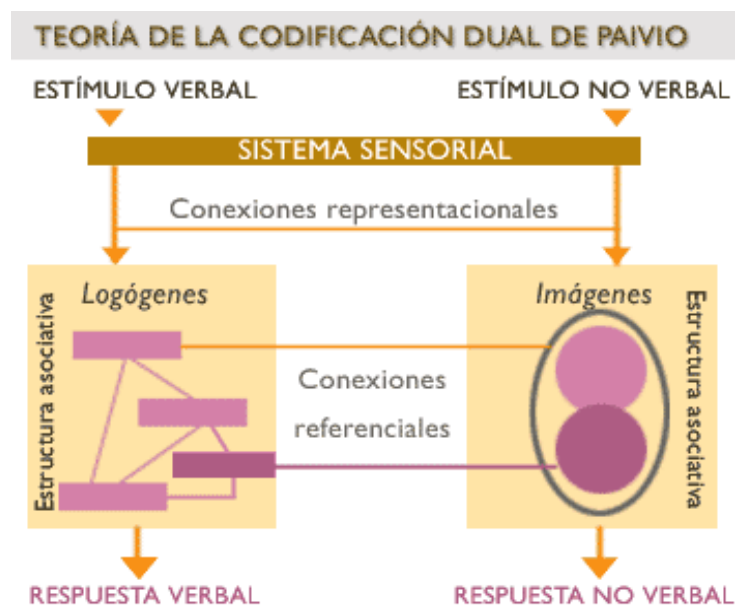 TEORÍA DE LA CODIFICACIÓN DUAL DE PAIVIO
ESTÍMULO VERBAL
ESTÍMULO NO VERBAL
SISTEMA SENSORIAL
Conexiones representacionales
Logógenes
Imágenes
Estructura asociativa
Estructura asociativa
Conexiones
referenciales
RESPUESTA VERBAL
RESPUESTA NO VERBAL